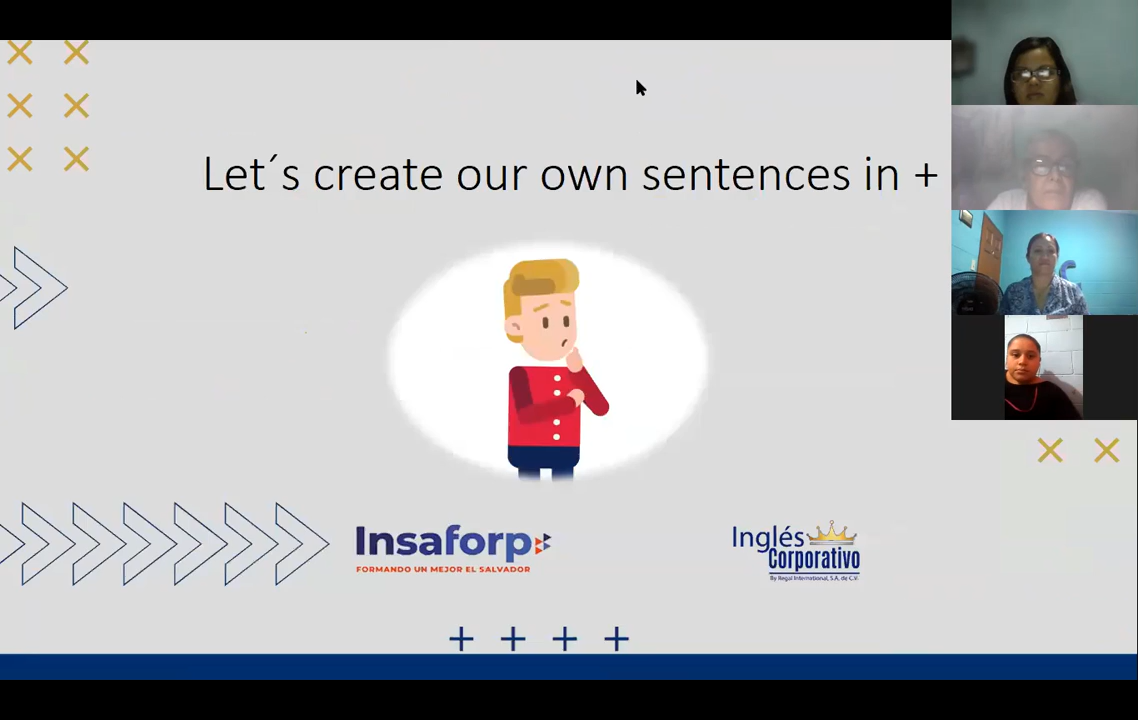 Let´s create our own sentences in +
Insaforp
FORMANDO UN MEJOR EL SALVADOR
Inglés
Corporativo
By Regal International, S.A. de C.V.